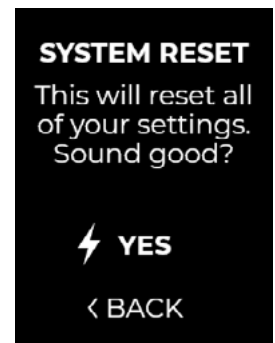 SYSTEM RESET
This will reset all
of your settings.
Sound good?
YES
< BACK